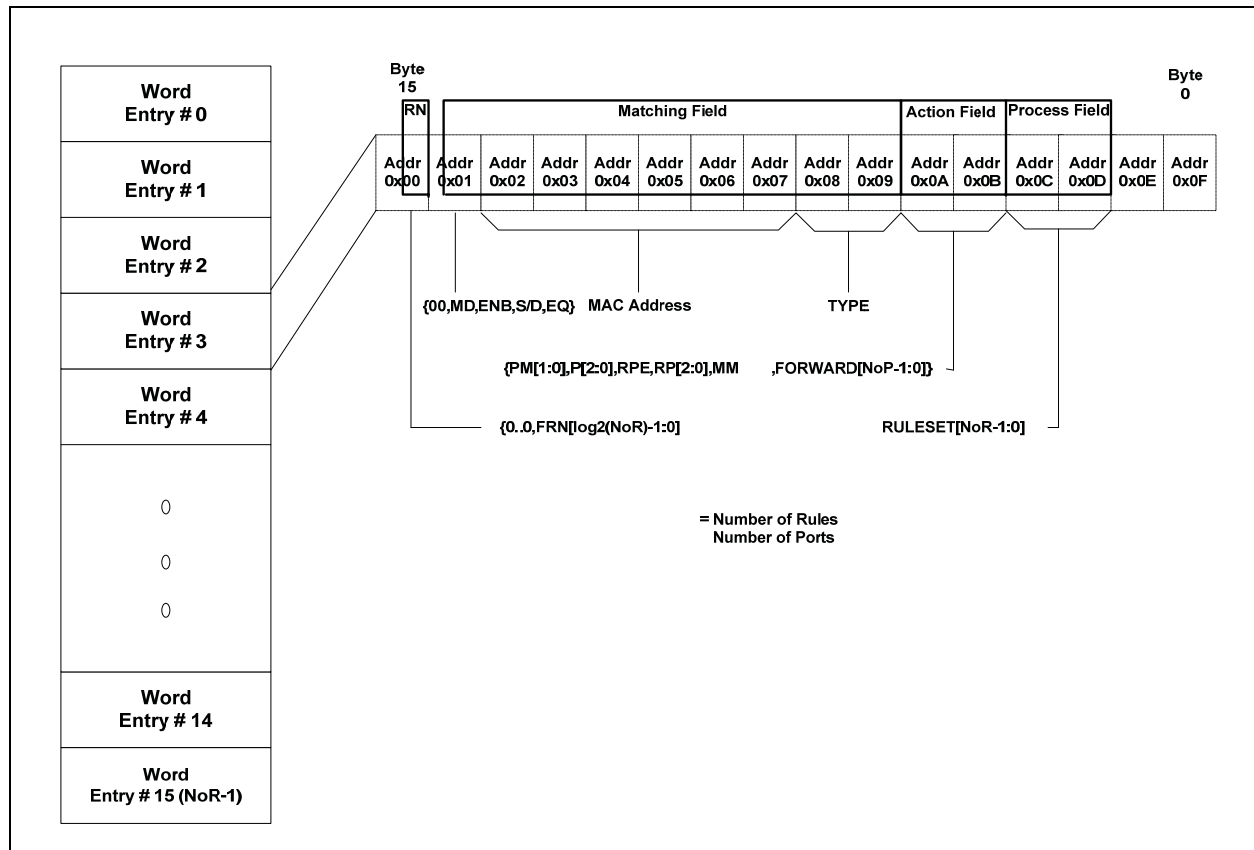 Word
Entry # 0
Word
Entry # 1
Word
Entry # 2
Word
Entry # 3
Word
Entry # 4
0
0
0
Word
Entry # 14
Word
Entry # 15 (NoR-1)
Byte
15
Byte
0
RN
Matching Field
Action Field
Process Field
Addr 0x00
Addr 0x01
Addr 0x02
Addr 0x03
Addr 0x04
Addr 0x05
Addr 0x06
Addr 0x07
Addr 0x08
Addr 0x09
Addr 0x0A
Addr 0x0B
Addr 0x0C
Addr 0x0D
Addr 0x0E
Addr 0x0F
{00,MD,ENB,S/D,EQ} MAC Address TYPE
{PM[1:0],P[2:0],RPE,RP[2:0],MM ,FORWARD[NoP-1:0]}
{0..0,FRN[log2(NoR)-1:0] RULESET[NoR-1:0]
= Number of Rules
Number of Ports